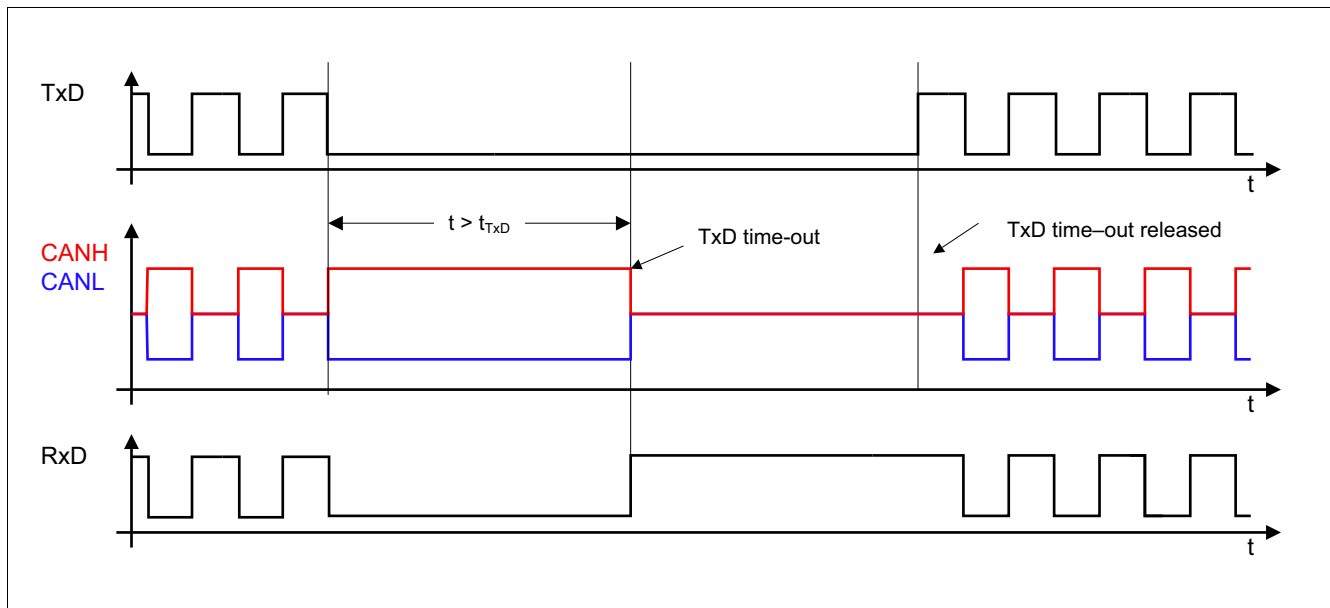 TxD
t
t > tTxD
TxD time-out
TxD time–out released
CANH
CANL
t
RxD
t